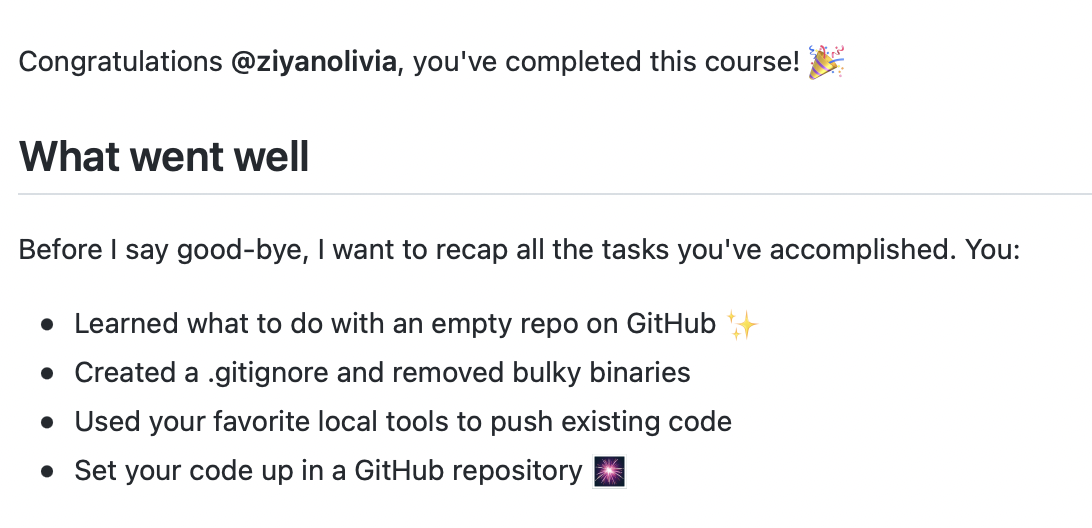 Congratulations @ziyanolivia, you've completed this course! 🎉
What went well
Before I say good-bye, I want to recap all the tasks you've accomplished. You:
• Learned what to do with an empty repo on GitHub ✨
• Created a .gitignore and removed bulky binaries
• Used your favorite local tools to push existing code
• Set your code up in a GitHub repository 🎆